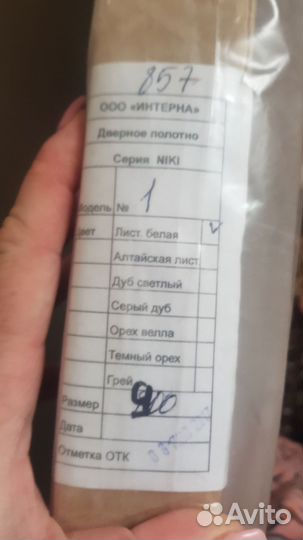 857
ООО «ИНТЕРНА»
Дверное полотно
Серия NIKI
Модель № 1
Цвет Лист. белая ✓
Алтайская лист
Дуб светлый
Серый дуб
Орех велла
Темный орех
Грей
Размер 900
Дата
Отметка ОТК
Avito